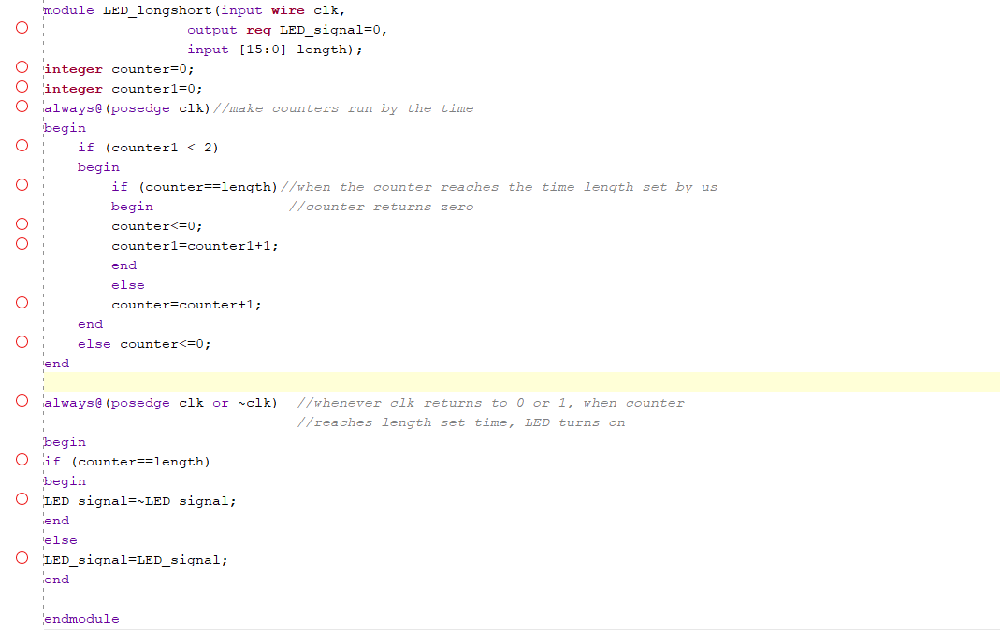 module LED_longshort(input wire clk,
output reg LED_signal=0,
input [15:0] length);
integer counter=0;
integer counter1=0;
always@(posedge clk)//make counters run by the time
begin
if (counter1 < 2)
begin
if (counter==length)//when the counter reaches the time length set by us
begin //counter returns zero
counter<=0;
counter1=counter1+1;
end
else
counter=counter+1;
end
else counter<=0;
end
always@(posedge clk or ~clk) //whenever clk returns to 0 or 1, when counter
//reaches length set time, LED turns on
begin
if (counter==length)
begin
LED_signal=~LED_signal;
end
else
LED_signal=LED_signal;
end
endmodule